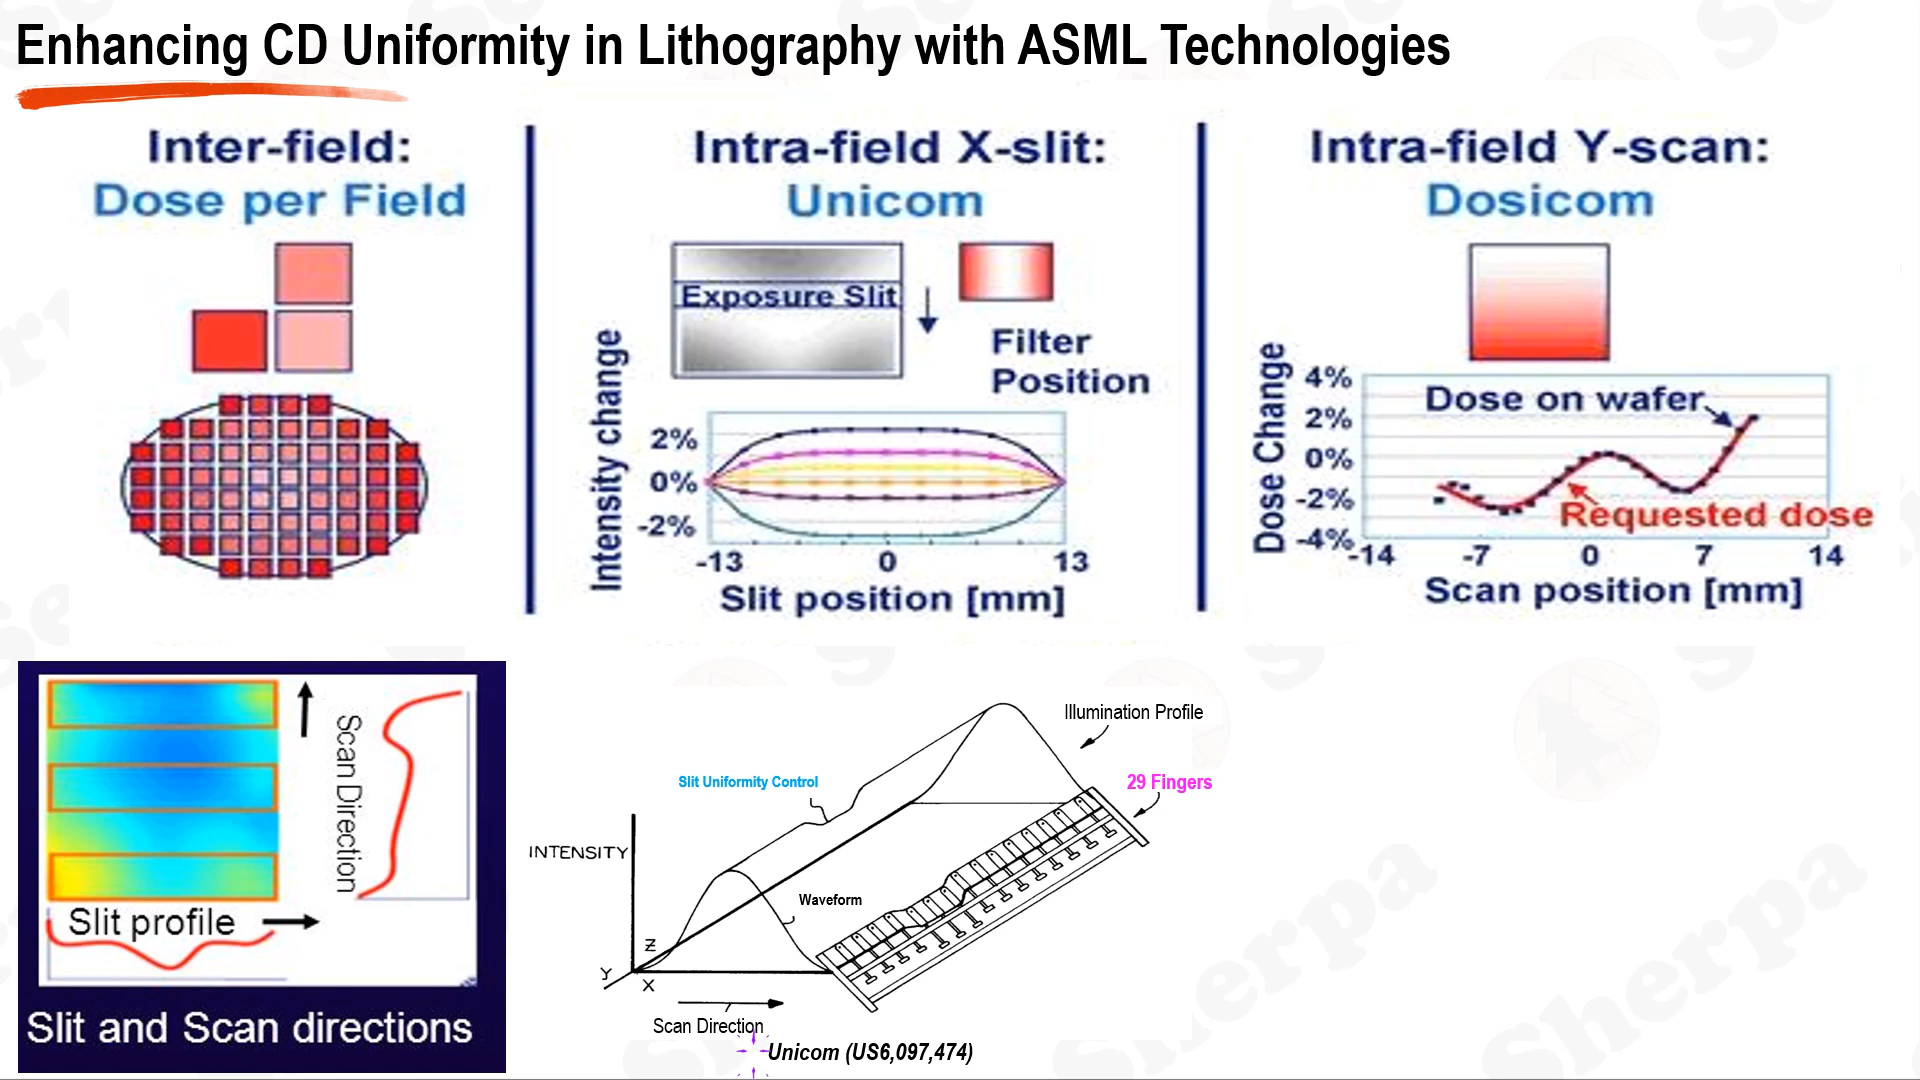 Enhancing CD Uniformity in Lithography with ASML Technologies
Inter-field:
Dose per Field
Intra-field X-slit:
Unicom
Exposure Slit
Filter
Position
Intensity change
2%
0%
-2%
-13
0
13
Slit position [mm]
Intra-field Y-scan:
Dosicom
Dose Change
4%
2%
0%
-2%
-4%
Dose on wafer
Requested dose
-14
-7
0
7
14
Scan position [mm]
Scan Direction
Slit profile
Slit and Scan directions
Illumination Profile
Slit Uniformity Control
29 Fingers
INTENSITY
Waveform
Z
Y
X
Scan Direction
Unicom (US6,097,474)
Sherpa
Sherpa